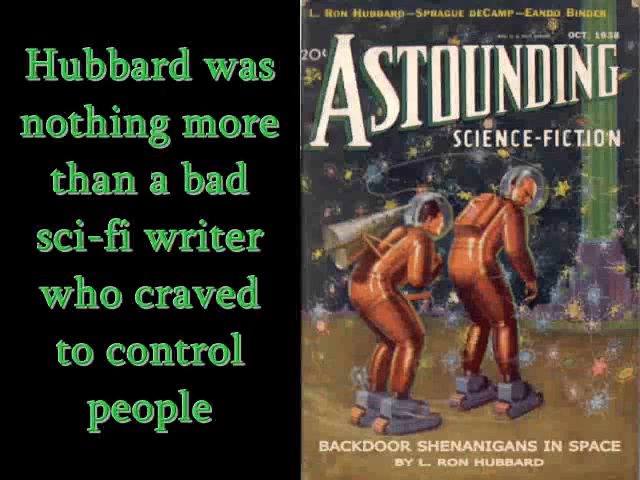 Hubbard was
nothing more
than a bad
sci-fi writer
who craved
to control
people
L. RON HUBBARD–SPRAGUE DECAMP–EANDO BINDER
OCT. 1938
20¢
ASTOUNDING
SCIENCE-FICTION
BACKDOOR SHENANIGANS IN SPACE
BY L. RON HUBBARD